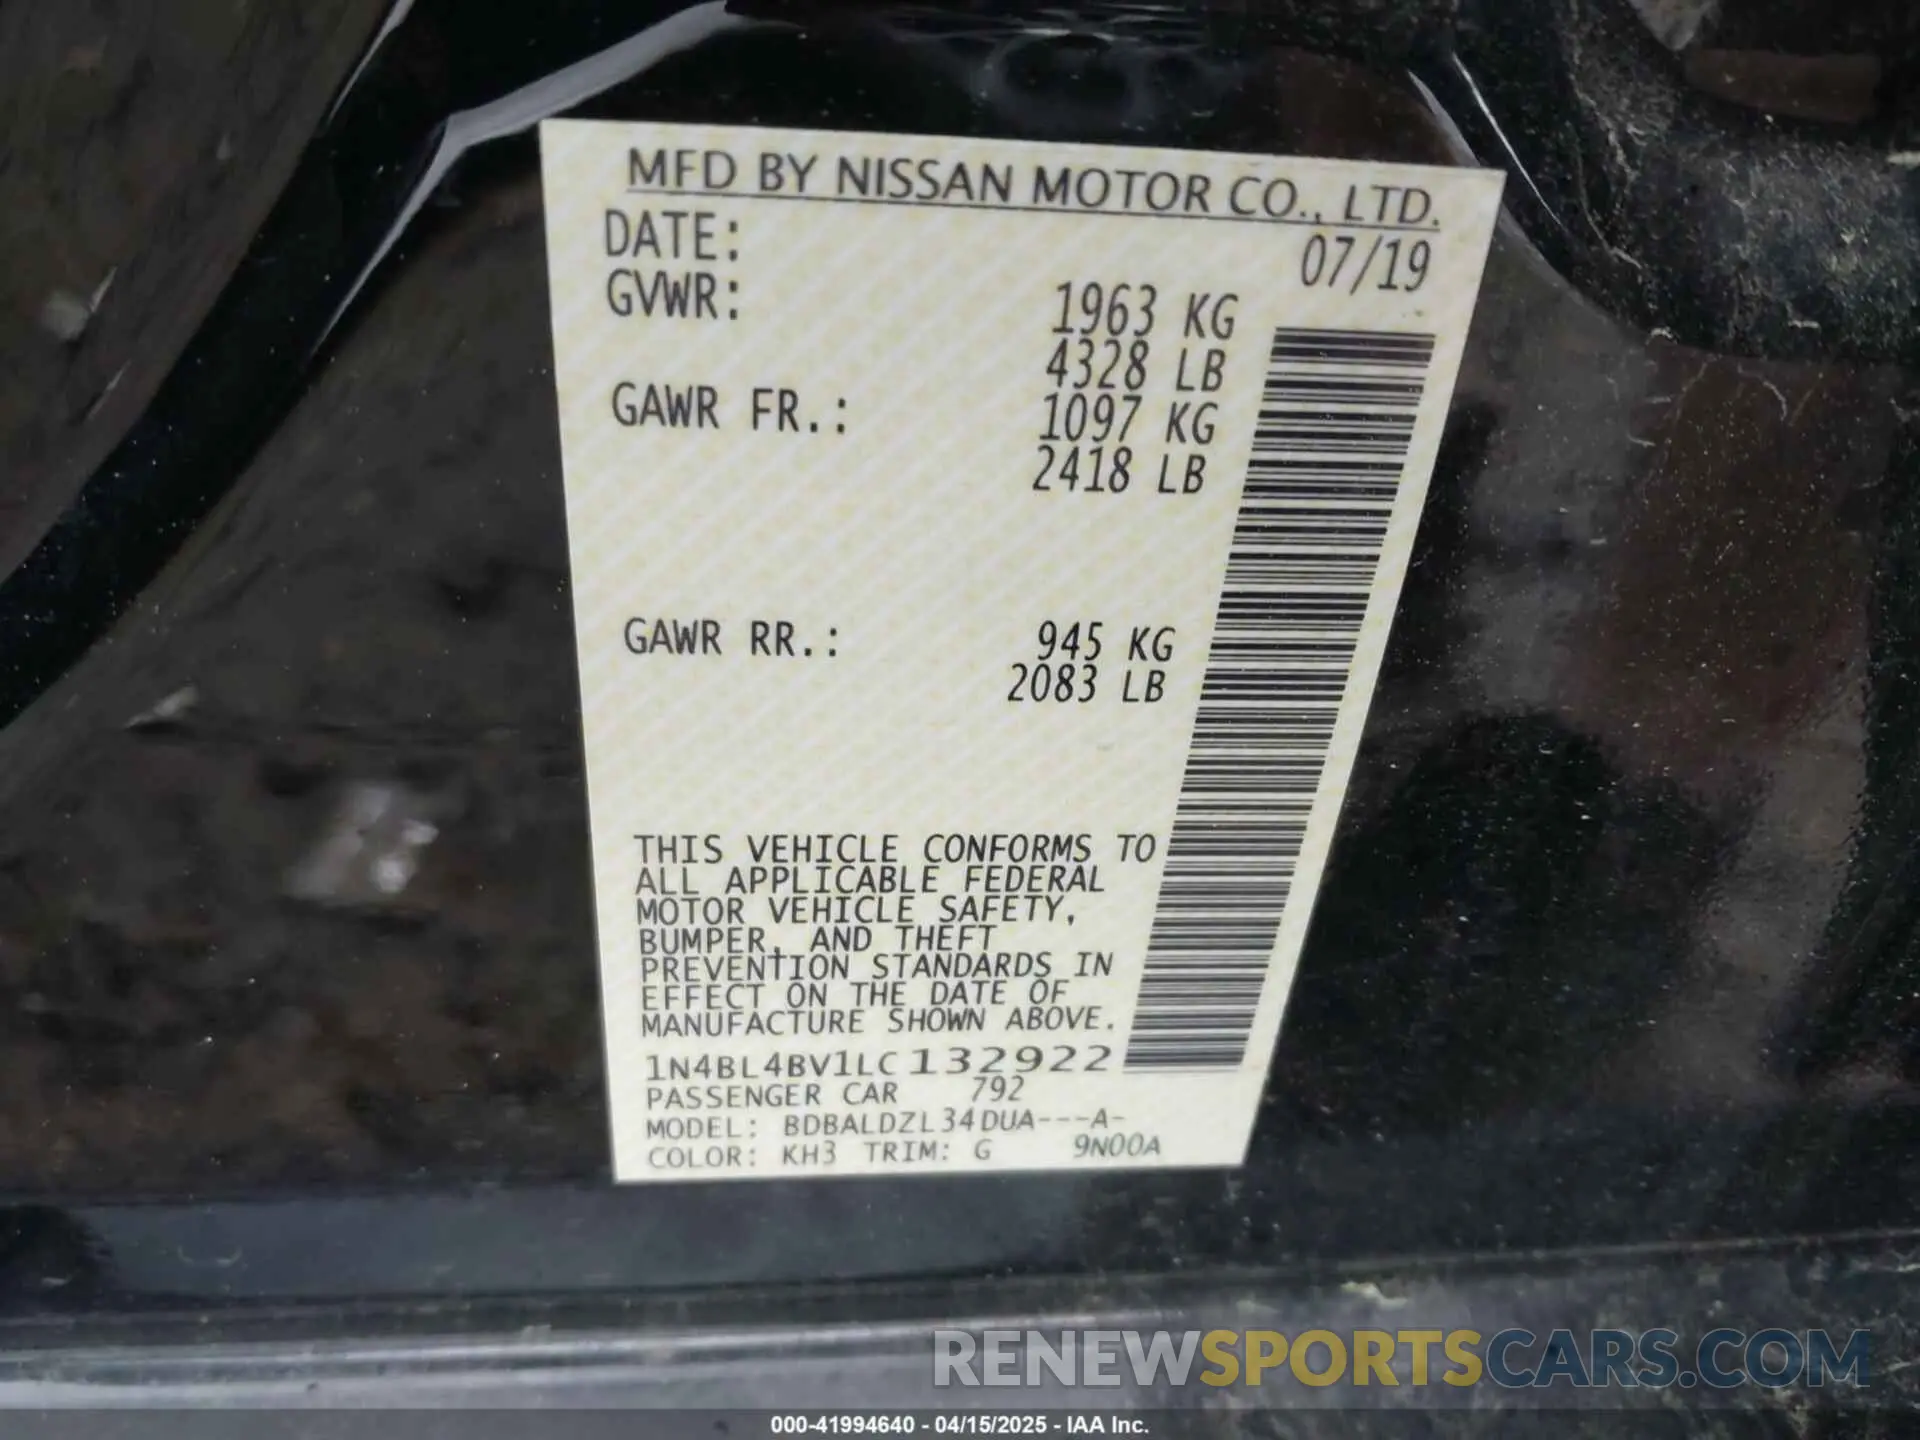 MFD BY NISSAN MOTOR CO., LTD.
DATE: 07/19
GVWR: 1963 KG
4328 LB
GAWR FR.: 1097 KG
2418 LB
GAWR RR.: 945 KG
2083 LB
THIS VEHICLE CONFORMS TO
ALL APPLICABLE FEDERAL
MOTOR VEHICLE SAFETY,
BUMPER, AND THEFT
PREVENTION STANDARDS IN
EFFECT ON THE DATE OF
MANUFACTURE SHOWN ABOVE.
1N4BL4BV1LC132922
PASSENGER CAR 792
MODEL: BDBALDZL34DUA---A-
COLOR: KH3 TRIM: G 9N00A
RENEWSPORTSCARS.COM
000-41994640 - 04/15/2025 - IAA Inc.